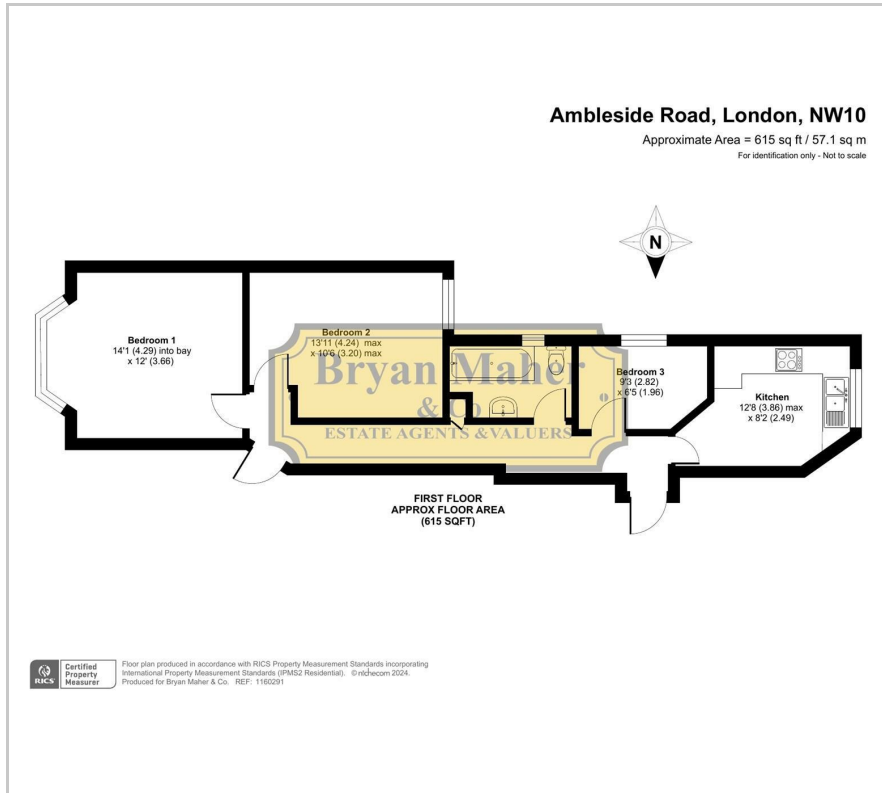 Ambleside Road, London, NW10
Approximate Area = 615 sq ft / 57.1 sq m
For identification only - Not to scale
N
Bedroom 1
14'1 (4.29) into bay
x 12' (3.66)
Bedroom 2
13'11 (4.24) max
x 10'6 (3.20) max
Bedroom 3
9'3 (2.82)
x 6'5 (1.96)
Kitchen
12'8 (3.86) max
x 8'2 (2.49)
Bryan Maher
& Co
ESTATE AGENTS & VALUERS
FIRST FLOOR
APPROX FLOOR AREA
(615 SQFT)
RICS
Certified
Property
Measurer
Floor plan produced in accordance with RICS Property Measurement Standards incorporating
International Property Measurement Standards (IPMS2 Residential). © nichecom 2024.
Produced for Bryan Maher & Co. REF: 1160291